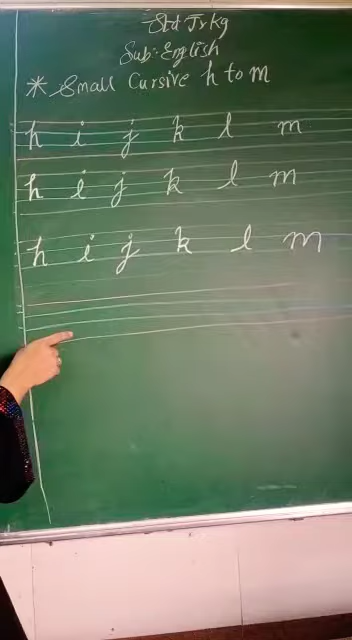 Std Jr kg
Sub:- English
* Small Cursive h to m
h i j k l m
h i j k l m
h i j k l m